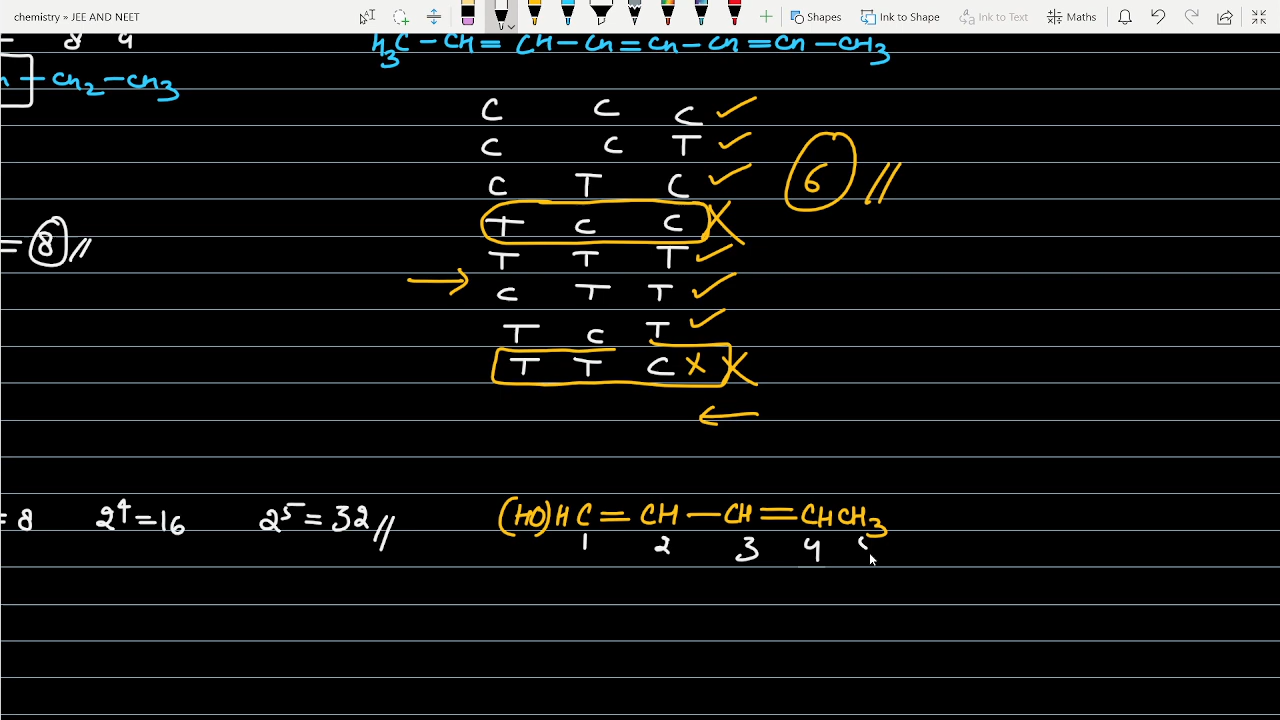 chemistry » JEE AND NEET
Shapes
Ink to Shape
Ink to Text
Maths
= 8 4
H₃C – CH = CH – CH = CH – CH = CH – CH₃
– CH₂ – CH₃
C C C ✓
C C T ✓
C T C ✓
6 //
T C C X
= 8 //
T T T ✓
→ C T T ✓
T C T ✓
T T C X X
←
= 8 2⁴ = 16 2⁵ = 32 //
(HO)HC = CH – CH = CHCH₃
1 2 3 4